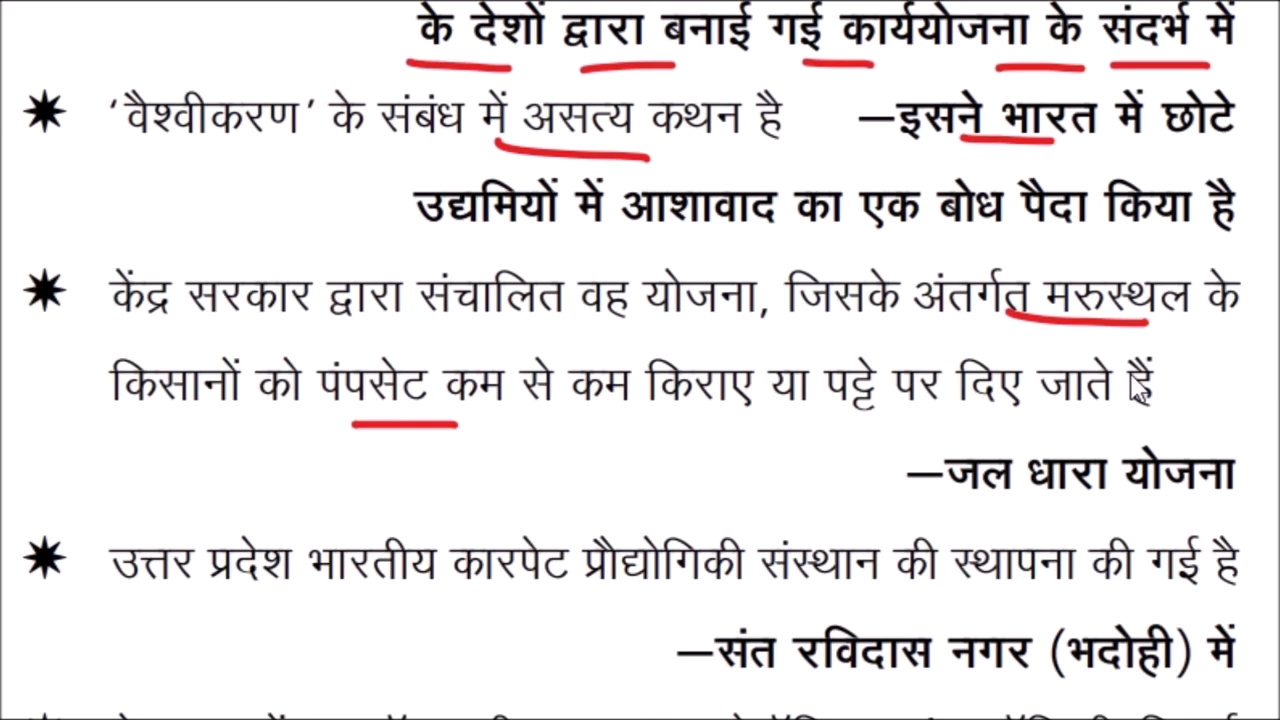 के देशों द्वारा बनाई गई कार्ययोजना के संदर्भ में
✷ ‘वैश्वीकरण’ के संबंध में असत्य कथन है —इसने भारत में छोटे
उद्यमियों में आशावाद का एक बोध पैदा किया है
✷ केंद्र सरकार द्वारा संचालित वह योजना, जिसके अंतर्गत मरुस्थल के
किसानों को पंपसेट कम से कम किराए या पट्टे पर दिए जाते हैं
—जल धारा योजना
✷ उत्तर प्रदेश भारतीय कारपेट प्रौद्योगिकी संस्थान की स्थापना की गई है
—संत रविदास नगर (भदोही) में